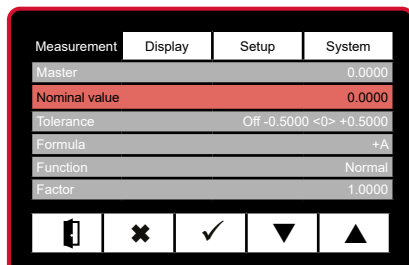 Measurement Display Setup System
Master 0.0000
Nominal value 0.0000
Tolerance Off -0.5000 <0> +0.5000
Formula +A
Function Normal
Factor 1.0000